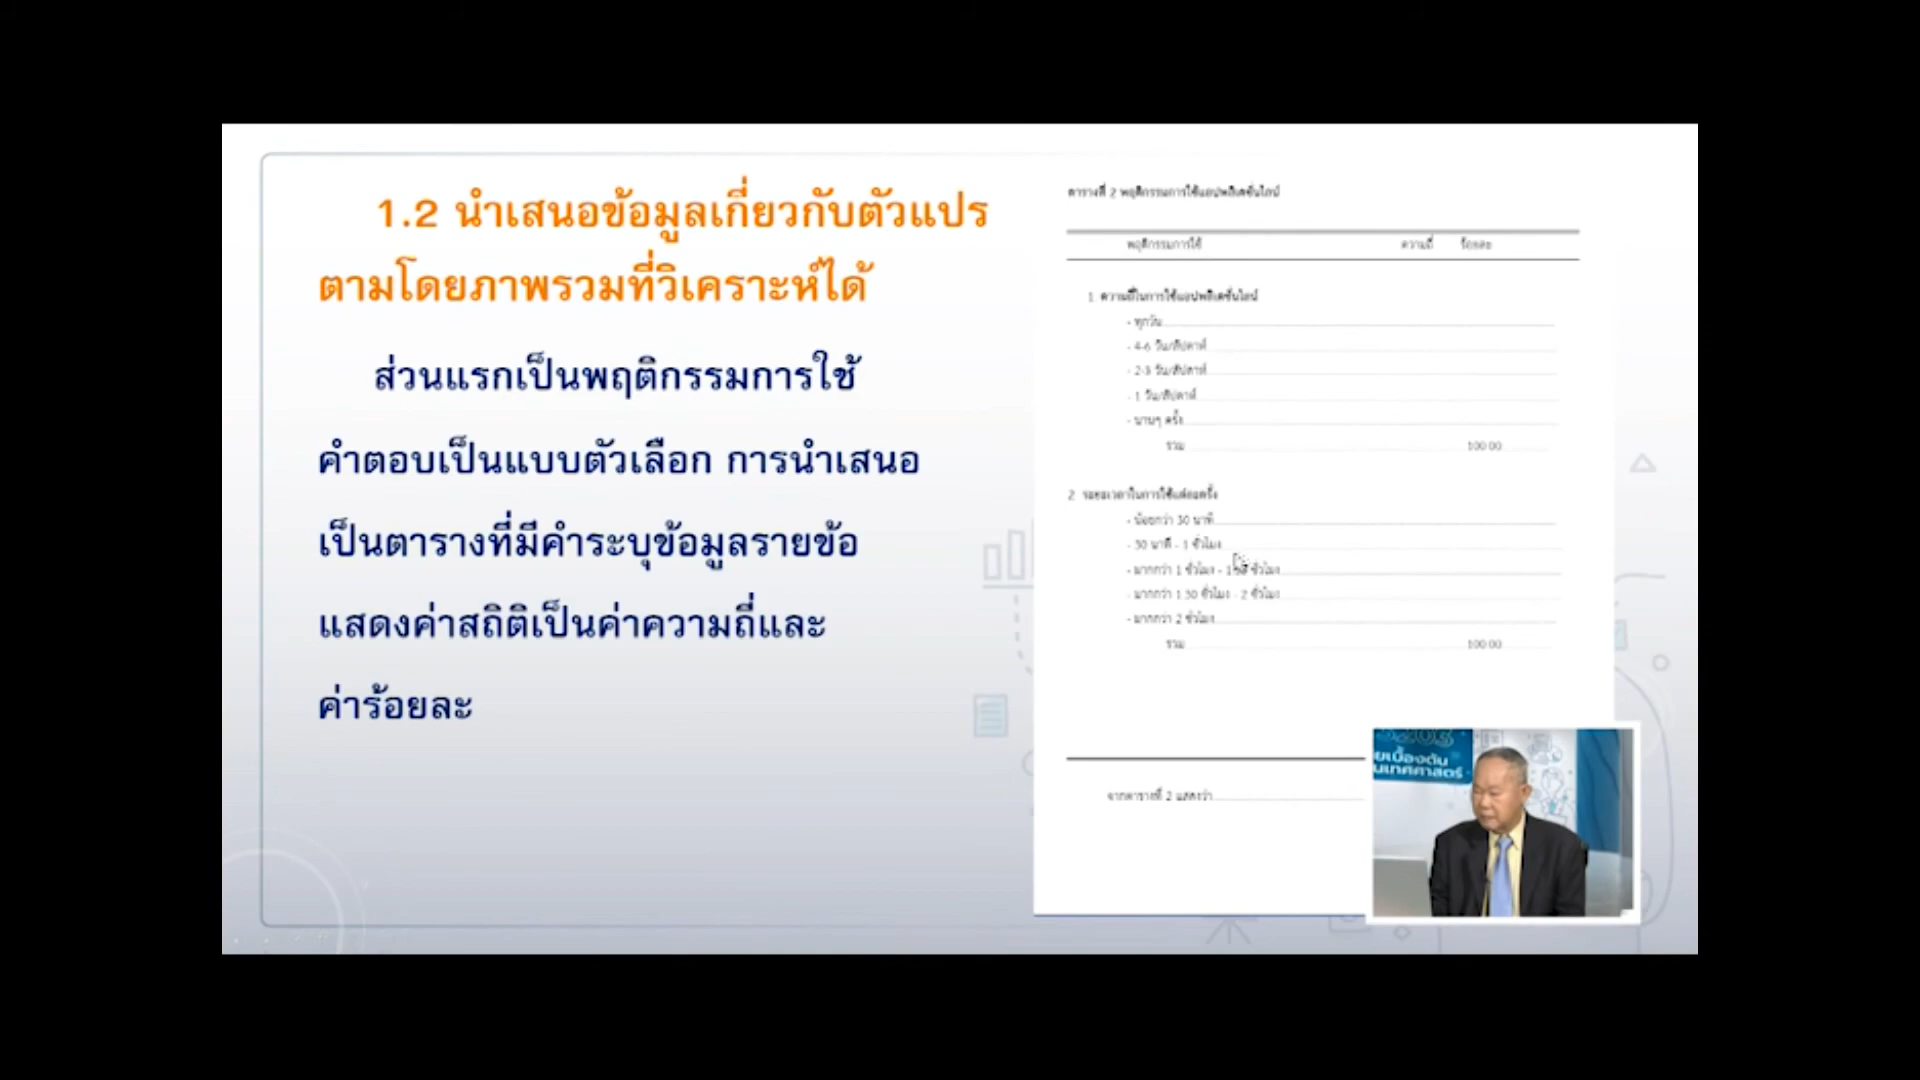 1.2 นำเสนอข้อมูลเกี่ยวกับตัวแปร
ตามโดยภาพรวมที่วิเคราะห์ได้
ส่วนแรกเป็นพฤติกรรมการใช้
คำตอบเป็นแบบตัวเลือก การนำเสนอ
เป็นตารางที่มีคำระบุข้อมูลรายข้อ
แสดงค่าสถิติเป็นค่าความถี่และ
ค่าร้อยละ
ตารางที่ 2 พฤติกรรมการใช้แอปพลิเคชั่นไลน์
พฤติกรรมการใช้ ความถี่ ร้อยละ
1 ความถี่ในการใช้แอปพลิเคชั่นไลน์
- ทุกวัน
- 4-6 วัน/สัปดาห์
- 2-3 วัน/สัปดาห์
- 1 วัน/สัปดาห์
- นานๆ ครั้ง
รวม 100.00
2 ระยะเวลาในการใช้แต่ละครั้ง
- น้อยกว่า 30 นาที
- 30 นาที - 1 ชั่วโมง
- มากกว่า 1 ชั่วโมง - ชั่วโมง
- มากกว่า 1.30 ชั่วโมง - 2 ชั่วโมง
- มากกว่า 2 ชั่วโมง
รวม 100.00
จากตารางที่ 2 แสดงว่า
ยเบื้องต้น
นเทศศาสตร์